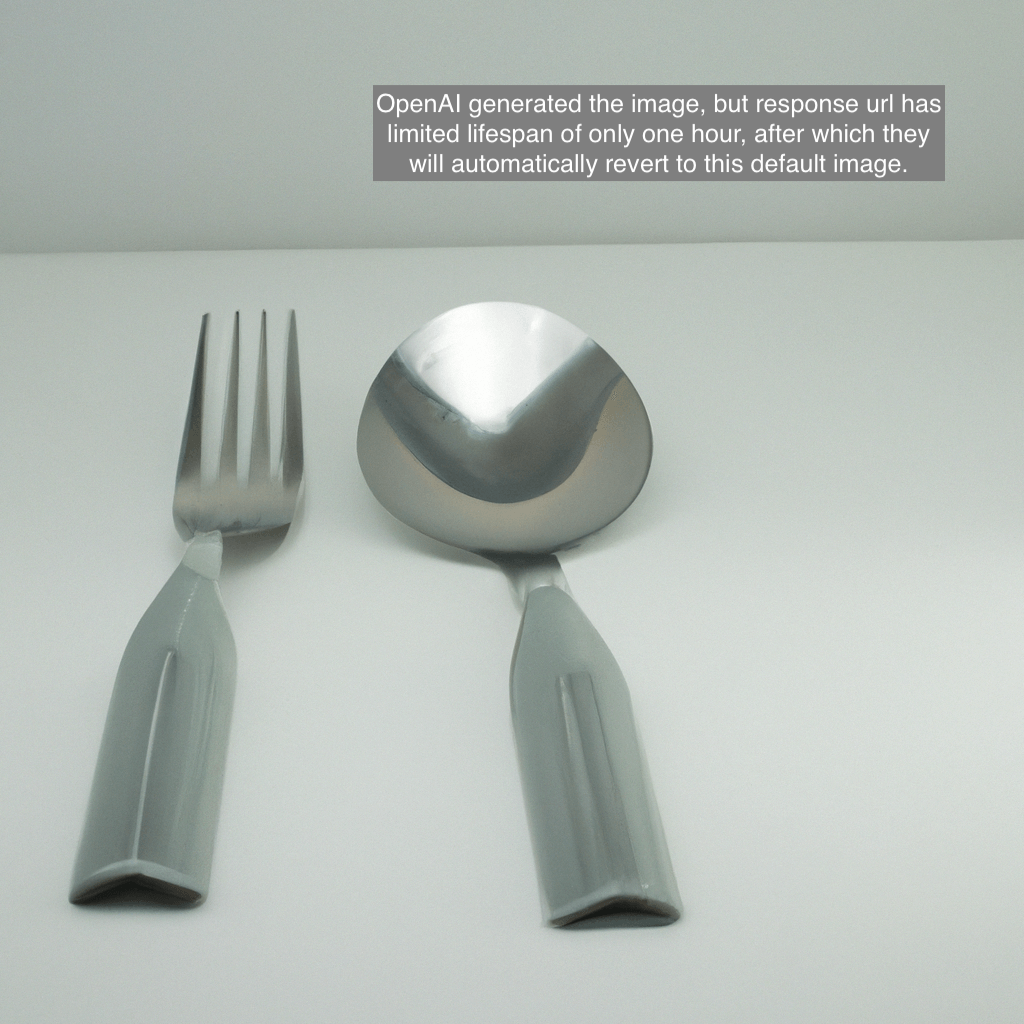 OpenAI generated the image, but response url has
limited lifespan of only one hour, after which they
will automatically revert to this default image.